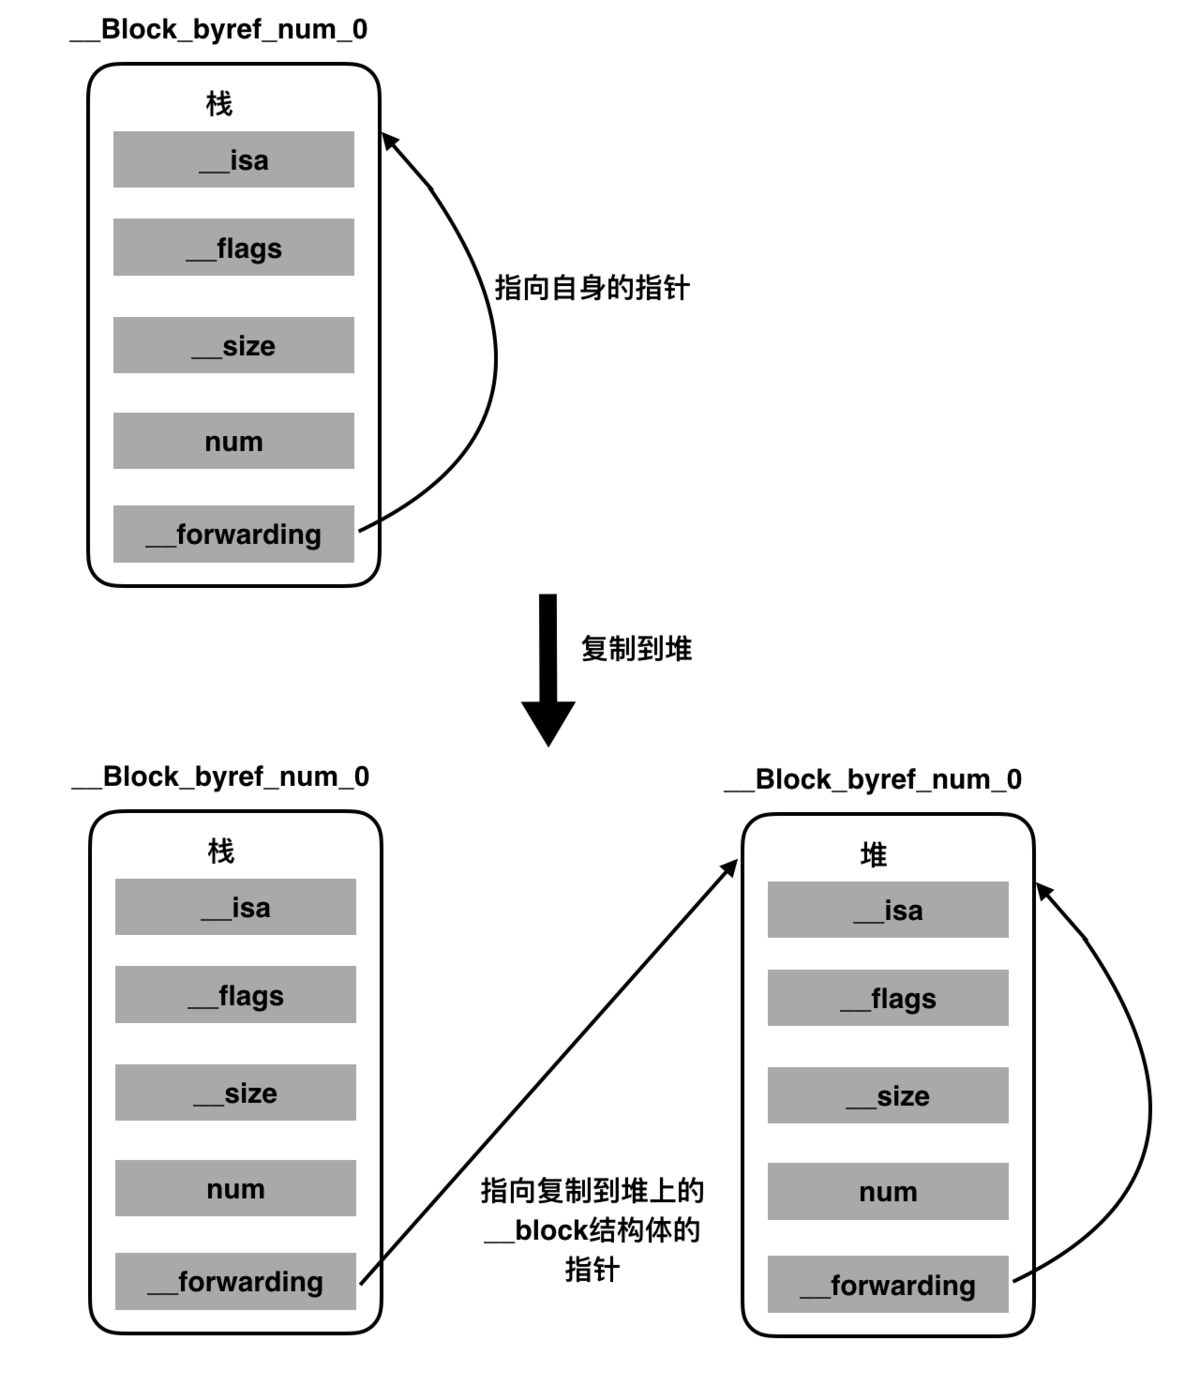 __Block_byref_num_0
栈
__isa
__flags
指向自身的指针
__size
num
__forwarding
复制到堆
__Block_byref_num_0
栈
__isa
__flags
__size
num
__forwarding
指向复制到堆上的
__block结构体的
指针
__Block_byref_num_0
堆
__isa
__flags
__size
num
__forwarding